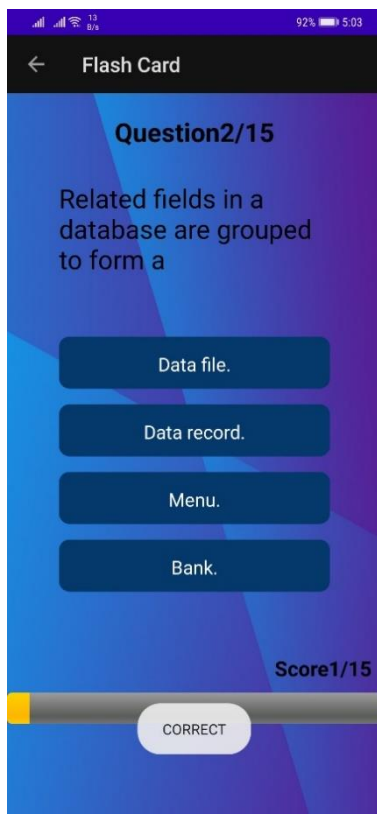 13
B/s
92% 5:03
Flash Card
Question2/15
Related fields in a
database are grouped
to form a
Data file.
Data record.
Menu.
Bank.
Score1/15
CORRECT